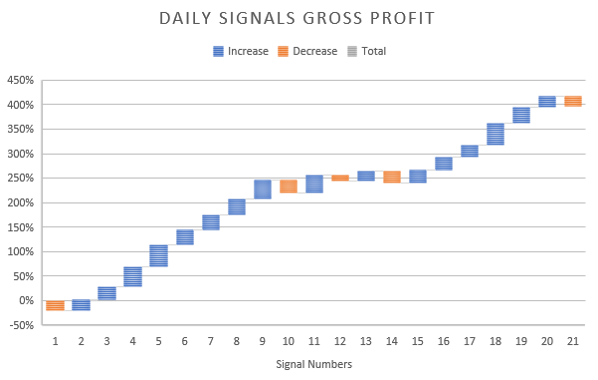 DAILY SIGNALS GROSS PROFIT
Increase Decrease Total
450%
400%
350%
300%
250%
200%
150%
100%
50%
0%
-50%
1 2 3 4 5 6 7 8 9 10 11 12 13 14 15 16 17 18 19 20 21
Signal Numbers